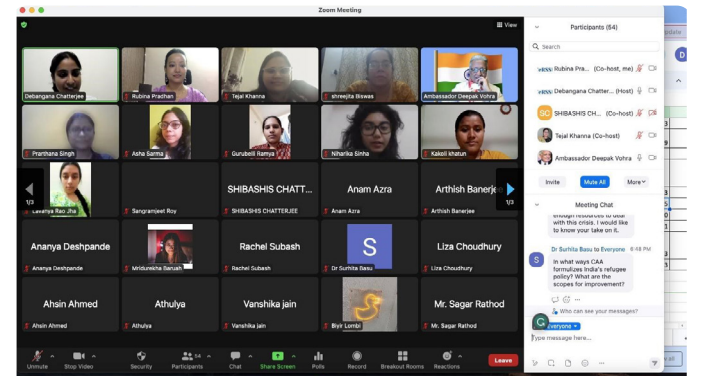 Zoom Meeting
View
Debangana Chatterjee
Rubina Pradhan
Tejal Khanna
shreejita Biswas
Ambassador Deepak Vohra
Prarthana Singh
Asha Sarma
Gurubelli Ramya
Niharika Sinha
Kakoli khatun
1/3
Lavanya Rao Jha
Sangramjeet Roy
SHIBASHIS CHATT...
SHIBASHIS CHATTERJEE
Anam Azra
Anam Azra
Arthish Banerje
Arthish Banerjee
1/3
Ananya Deshpande
Ananya Deshpande
Mridurekha Baruah
Rachel Subash
Rachel Subash
S
Dr Surhita Basu
Liza Choudhury
Liza Choudhury
Ahsin Ahmed
Ahsin Ahmed
Athulya
Athulya
Vanshika jain
Vanshika jain
Biyir Lombi
Mr. Sagar Rathod
Mr. Sagar Rathod
Unmute
Stop Video
Security
54
Participants
Chat
Share Screen
Polls
Record
Breakout Rooms
Reactions
Leave
Participants (54)
Search
Rubina Pra... (Co-host, me)
Debangana Chatter... (Host)
SC SHIBASHIS CH... (Co-host)
Tejal Khanna (Co-host)
Ambassador Deepak Vohra
Invite
Mute All
More
Meeting Chat
enough resources to deal
with this crisis. I would like
to know your take on it.
Dr Surhita Basu to Everyone 6:48 PM
S
In what ways CAA
formulizes India's refugee
policy? What are the
scopes for improvement?
Who can see your messages?
Everyone
Type message here...